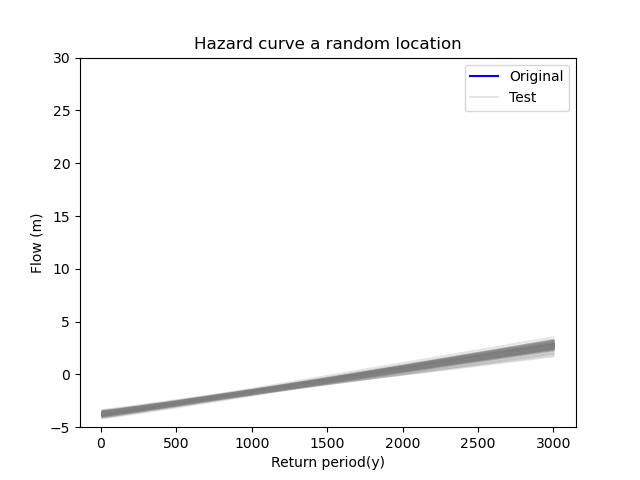 Hazard curve a random location
Original
Test
Flow (m)
30
25
20
15
10
5
0
−5
0 500 1000 1500 2000 2500 3000
Return period(y)